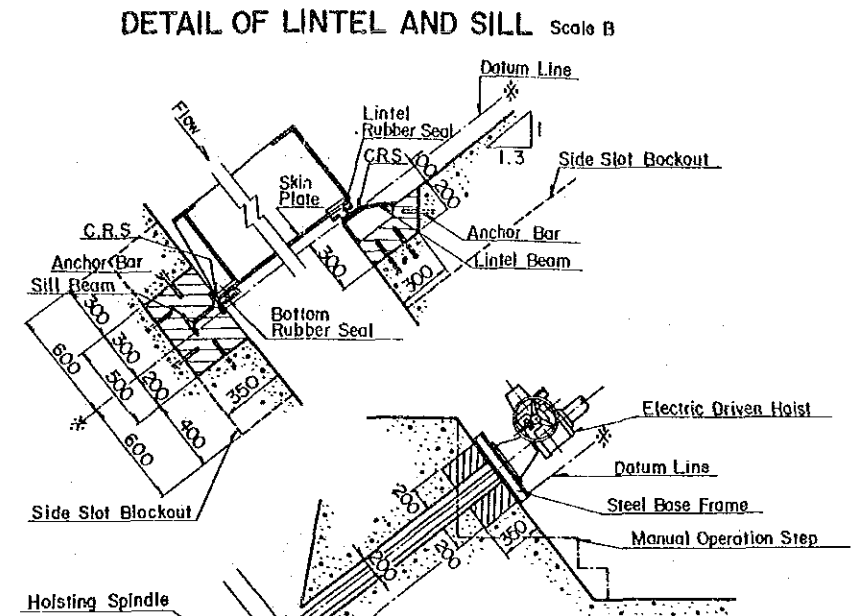 DETAIL OF LINTEL AND SILL Scale B
Datum Line
※
Flow
Lintel
Rubber Seal
C.R.S
1
1.3
Side Slot Bockout
100
200
Skin
Plate
C.R.S
Anchor Bar
Anchor Bar
Lintel Beam
Sill Beam
300
300
Bottom
Rubber Seal
300
300
200
400
600
500
600
350
※
Side Slot Blockout
Electric Driven Hoist
※
Datum Line
Steel Base Frame
200
Manual Operation Step
350
200
200
Hoisting Spindle